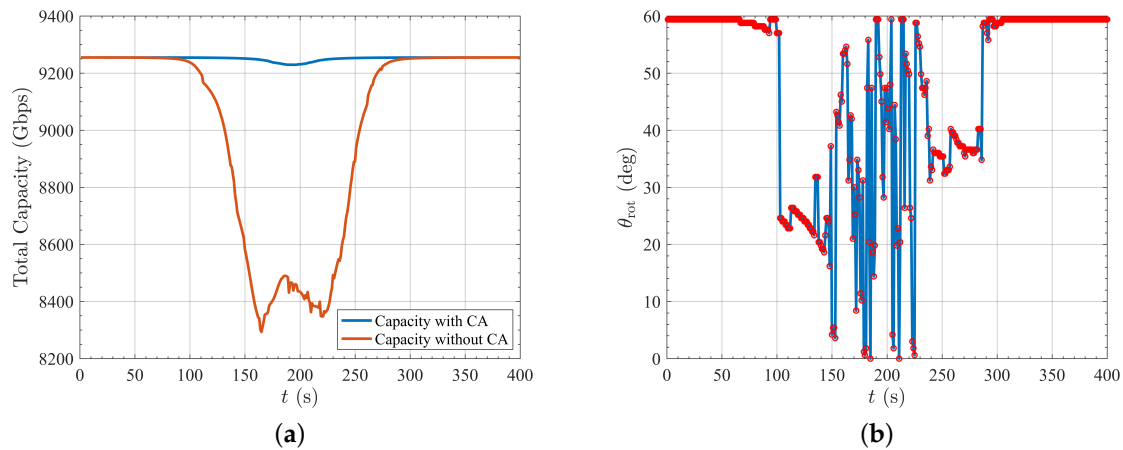 9400
9200
9000
8800
8600
8400
8200
Total Capacity (Gbps)
Capacity with CA
Capacity without CA
0 50 100 150 200 250 300 350 400
t (s)
(a)
60
50
40
30
20
10
0
θrot (deg)
0 50 100 150 200 250 300 350 400
t (s)
(b)